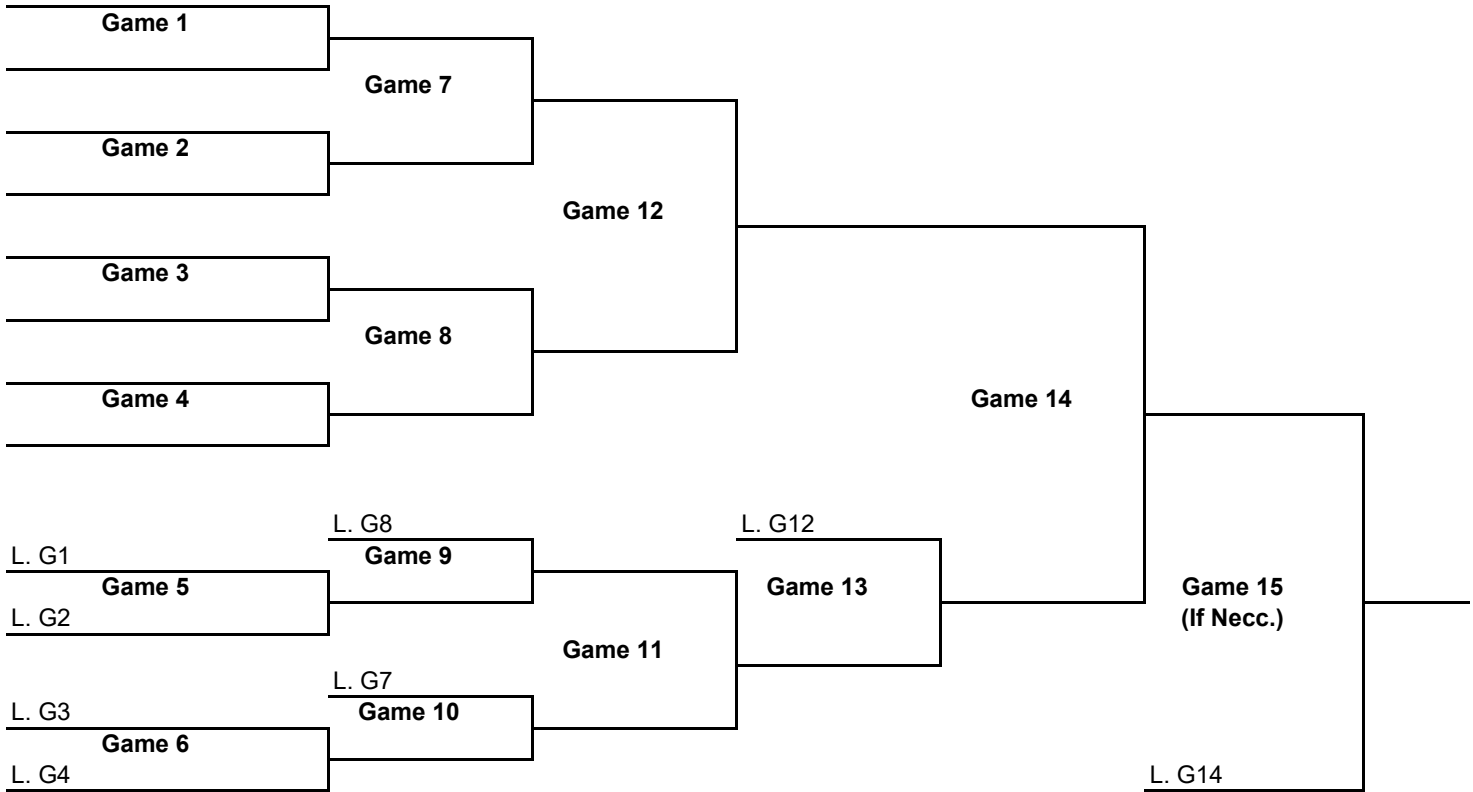 Game 1
Game 7
Game 2
Game 12
Game 3
Game 8
Game 4
Game 14
L. G8
L. G12
L. G1
Game 9
Game 5
Game 13
Game 15
(If Necc.)
L. G2
Game 11
L. G7
L. G3
Game 10
Game 6
L. G4
L. G14